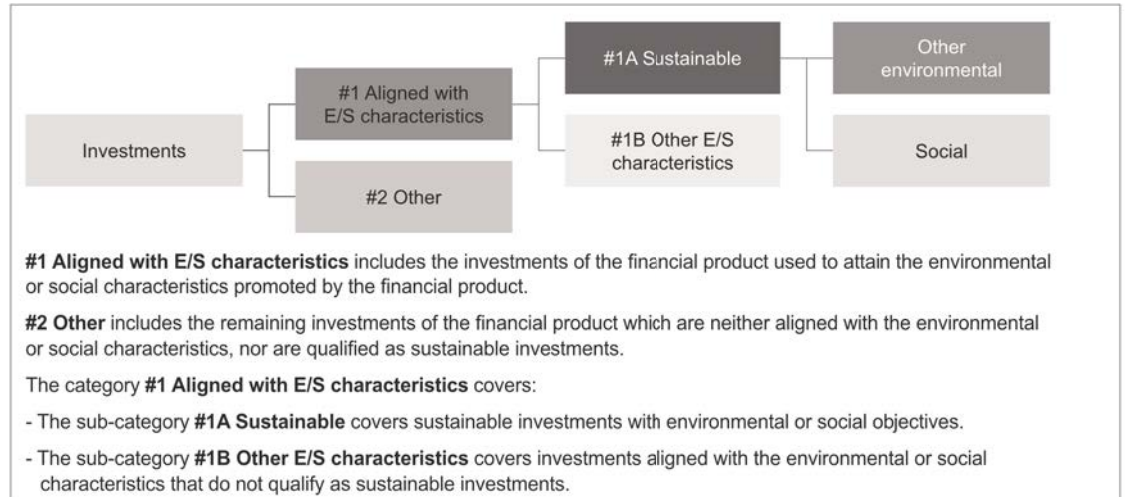 #1A Sustainable
Other
environmental
#1 Aligned with
E/S characteristics
Investments
#1B Other E/S
characteristics
Social
#2 Other
#1 Aligned with E/S characteristics includes the investments of the financial product used to attain the environmental
or social characteristics promoted by the financial product.
#2 Other includes the remaining investments of the financial product which are neither aligned with the environmental
or social characteristics, nor are qualified as sustainable investments.
The category #1 Aligned with E/S characteristics covers:
- The sub-category #1A Sustainable covers sustainable investments with environmental or social objectives.
- The sub-category #1B Other E/S characteristics covers investments aligned with the environmental or social
characteristics that do not qualify as sustainable investments.